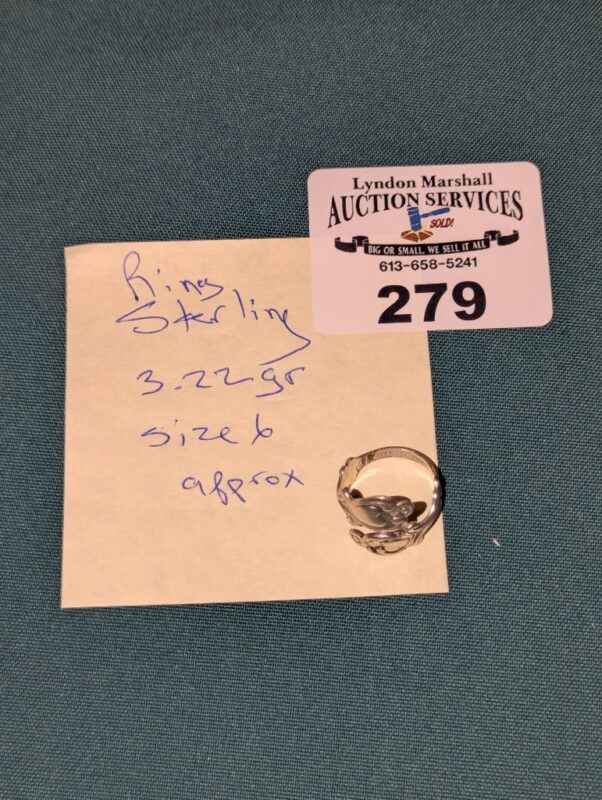 Lyndon Marshall
AUCTION SERVICES
SOLD!
BIG OR SMALL, WE SELL IT ALL
613-658-5241
279
Ring
Sterling
3.22 gr
size 6
approx